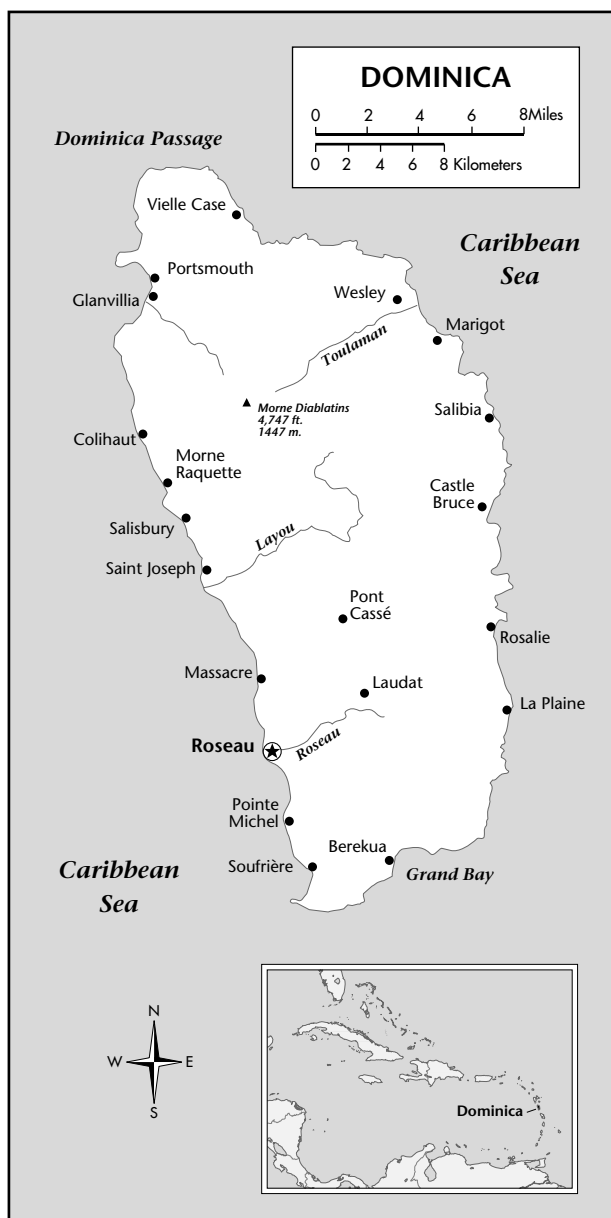 DOMINICA
0 2 4 6 8 Miles
0 2 4 6 8 Kilometers
Dominica Passage
Vielle Case
Caribbean
Sea
Portsmouth
Glanvillia
Wesley
Marigot
Toulaman
Morne Diablatins
4,747 ft.
1447 m.
Salibia
Colihaut
Morne
Raquette
Castle
Bruce
Salisbury
Layou
Saint Joseph
Pont
Cassé
Rosalie
Massacre
Laudat
La Plaine
Roseau
Roseau
Pointe
Michel
Berekua
Soufrière
Grand Bay
Caribbean
Sea
N
W E
S
Dominica